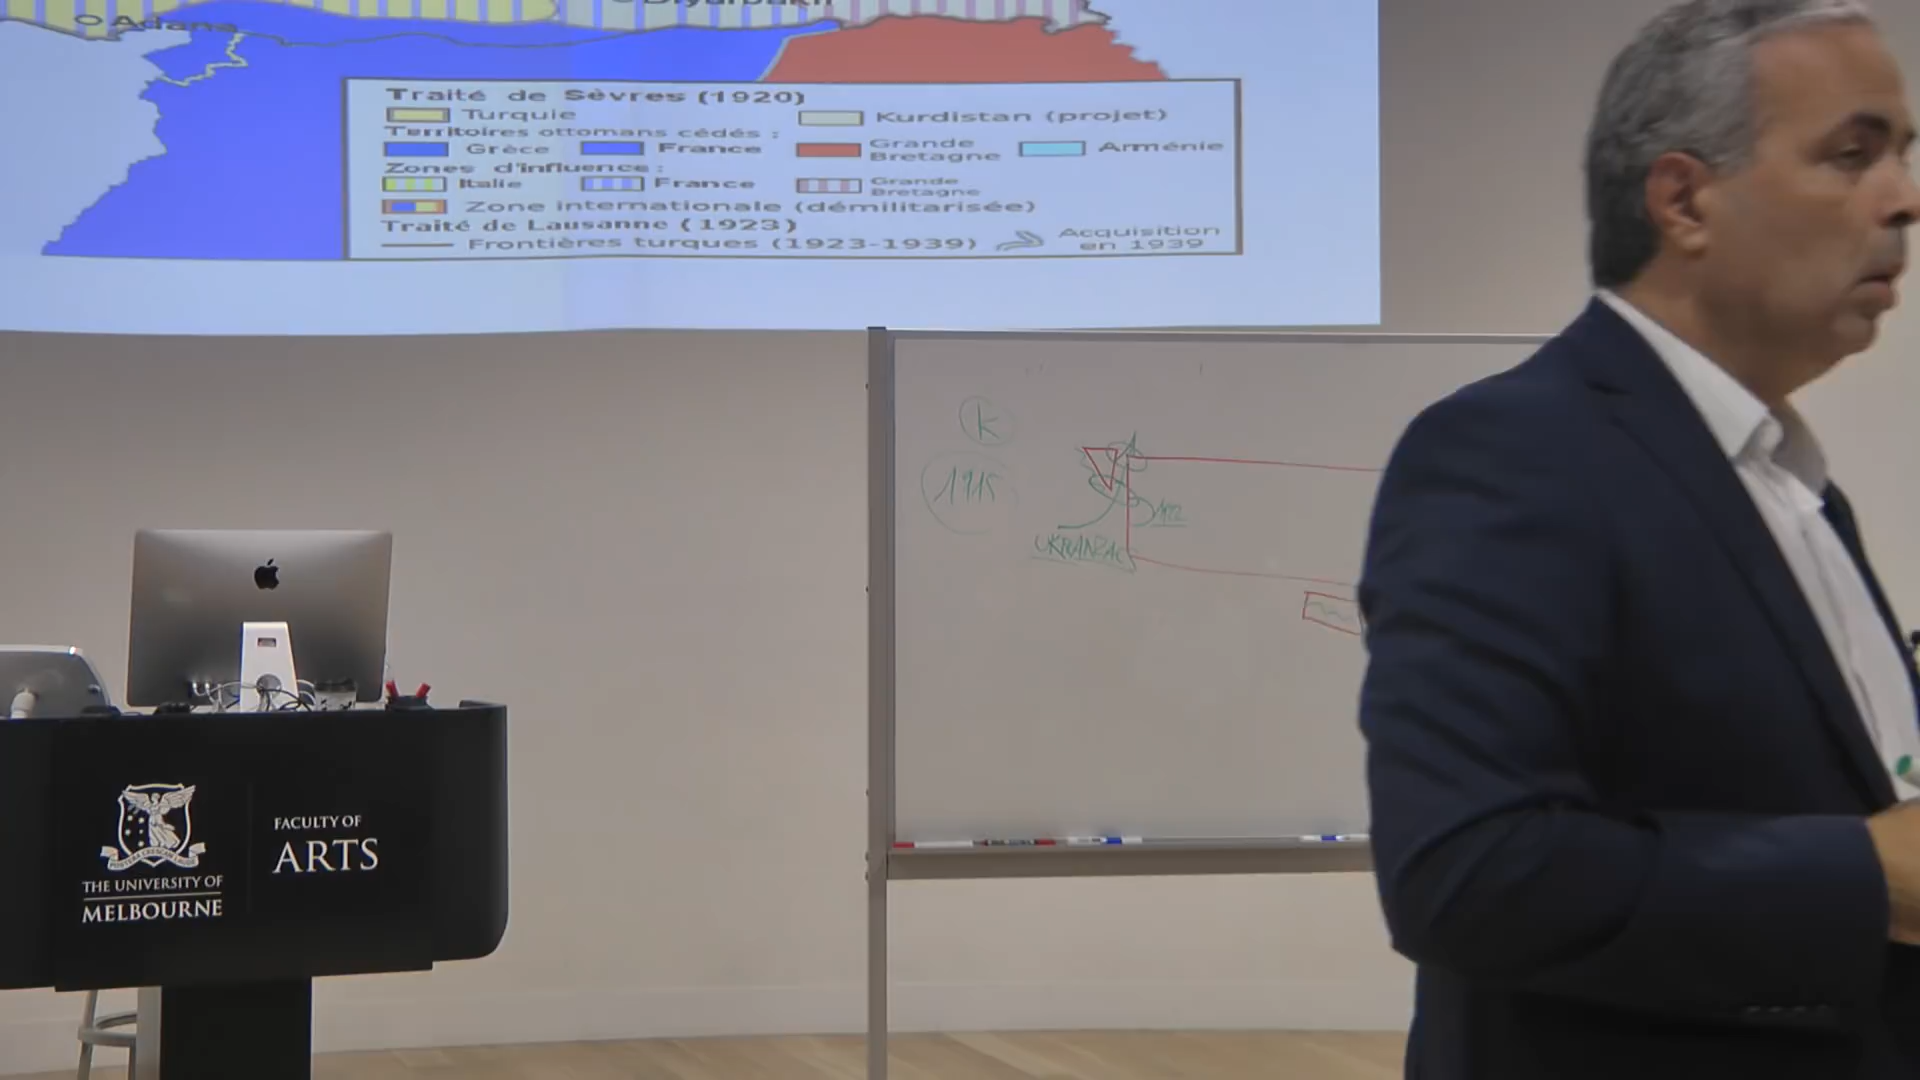 Adana
Diyarbakır
Traité de Sèvres (1920)
Turquie
Kurdistan (projet)
Territoires ottomans cédés :
Grèce
France
Grande Bretagne
Arménie
Zones d'influence :
Italie
France
Grande Bretagne
Zone internationale (démilitarisée)
Traité de Lausanne (1923)
Frontières turques (1923-1939)
Acquisition en 1939
K
1915
THE UNIVERSITY OF
MELBOURNE
FACULTY OF
ARTS